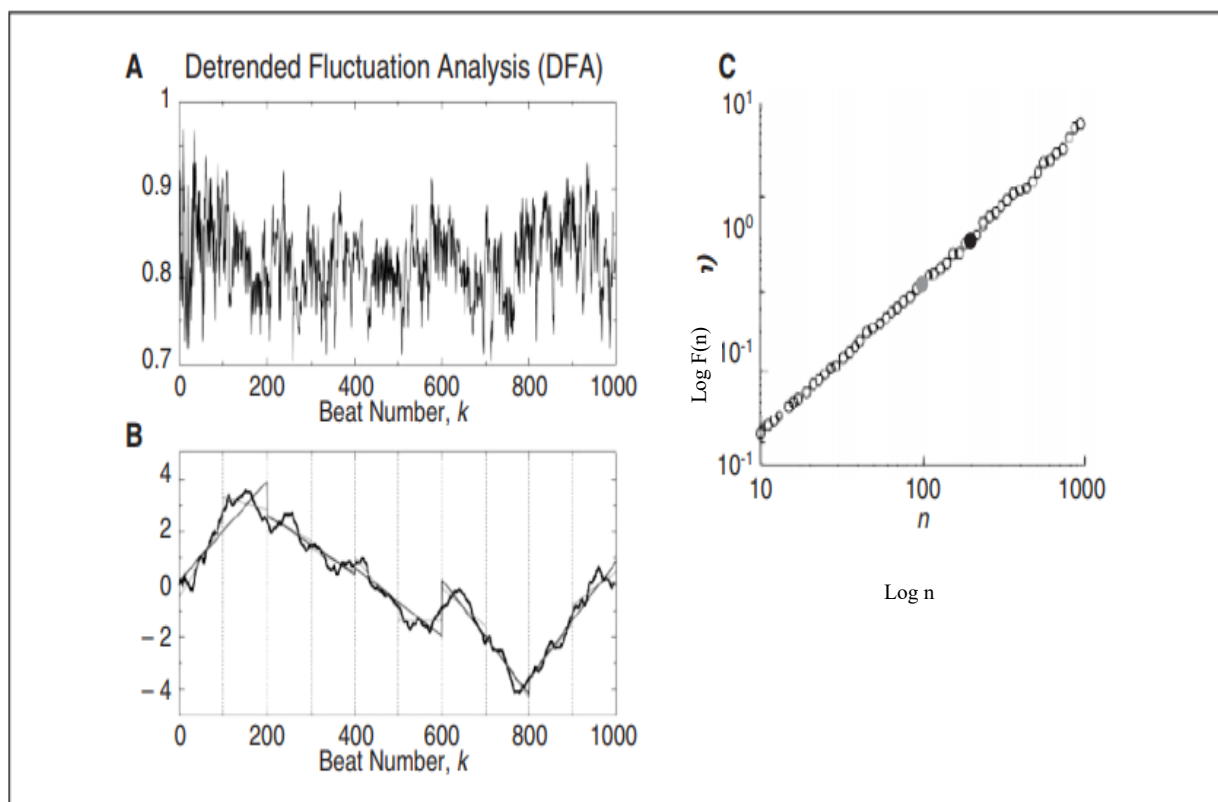 A Detrended Fluctuation Analysis (DFA)
1
0.9
0.8
0.7
0 200 400 600 800 1000
Beat Number, k
B
4
2
0
– 2
– 4
0 200 400 600 800 1000
Beat Number, k
C
10¹
10⁰
10⁻¹
10⁻¹
Log F(n)
10 100 1000
n
Log n